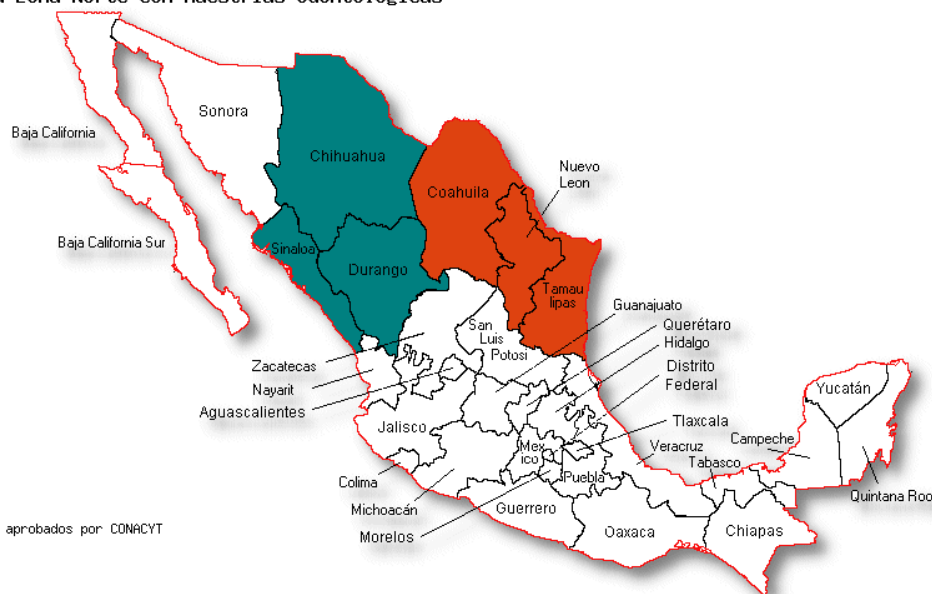 Zona Norte con Maestrías Odontológicas
Sonora
Baja California
Chihuahua
Nuevo
Leon
Coahuila
Baja California Sur
Sinaloa
Durango
Tamau
lipas
Guanajuato
San
Luis
Potosi
Querétaro
Hidalgo
Zacatecas
Distrito
Federal
Nayarit
Yucatán
Aguascalientes
Tlaxcala
Jalisco
Campeche
Mex
ico
Veracruz
Tabasco
Colima
Puebla
Quintana Roo
Michoacán
Guerrero
aprobados por CONACYT
Morelos
Oaxaca
Chiapas